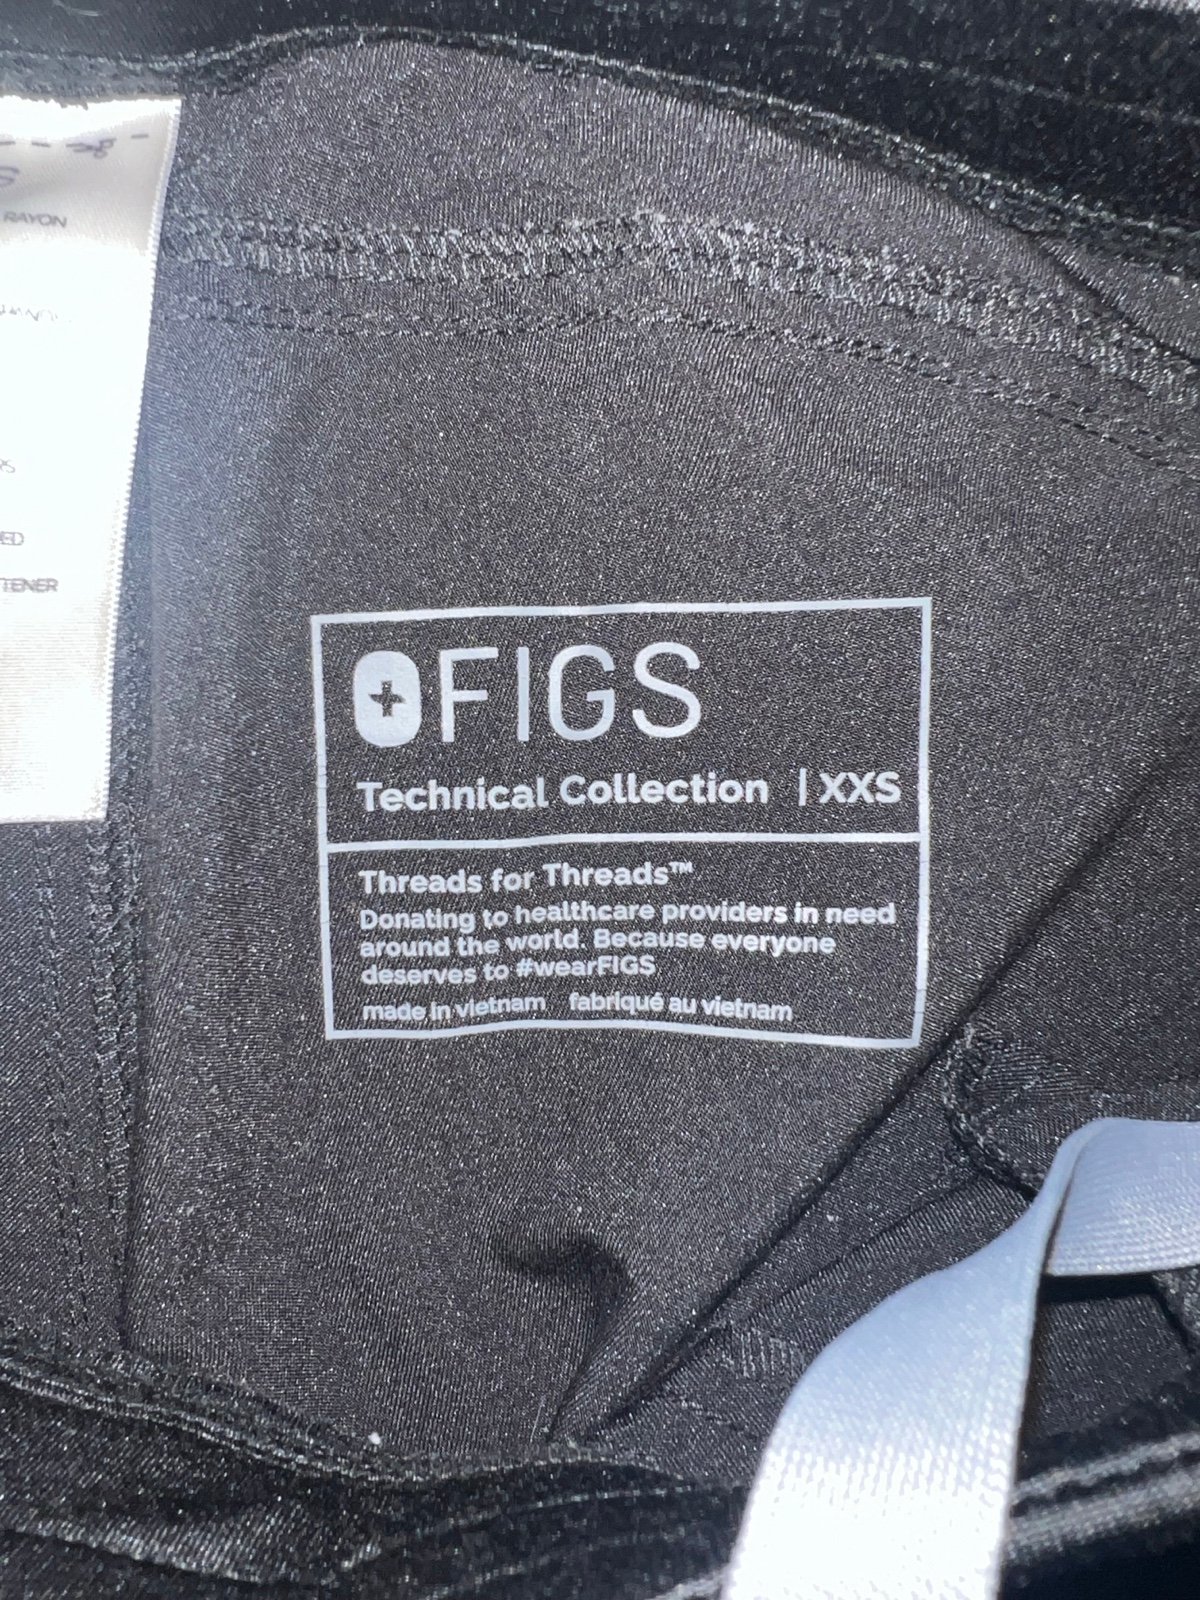 RAYON
FIGS
Technical Collection | XXS
Threads for Threads™
Donating to healthcare providers in need
around the world. Because everyone
deserves to #wearFIGS
made in vietnam fabriqué au vietnam